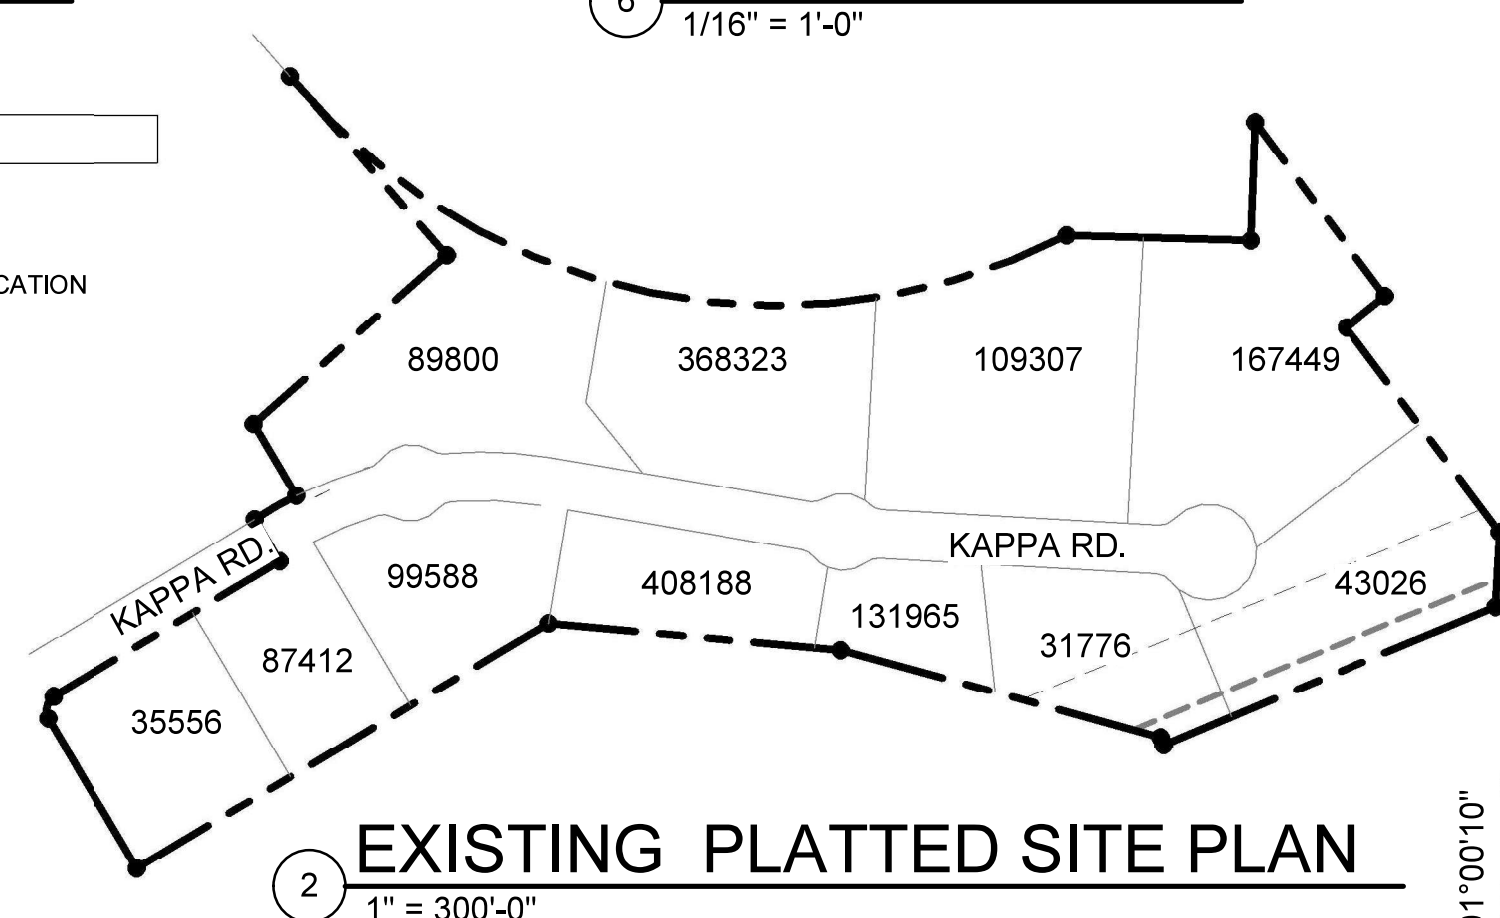 6
1/16" = 1'-0"
CATION
89800
368323
109307
167449
KAPPA RD.
KAPPA RD.
99588
408188
131965
31776
43026
87412
35556
2
EXISTING PLATTED SITE PLAN
1" = 300'-0"
01°00'10"